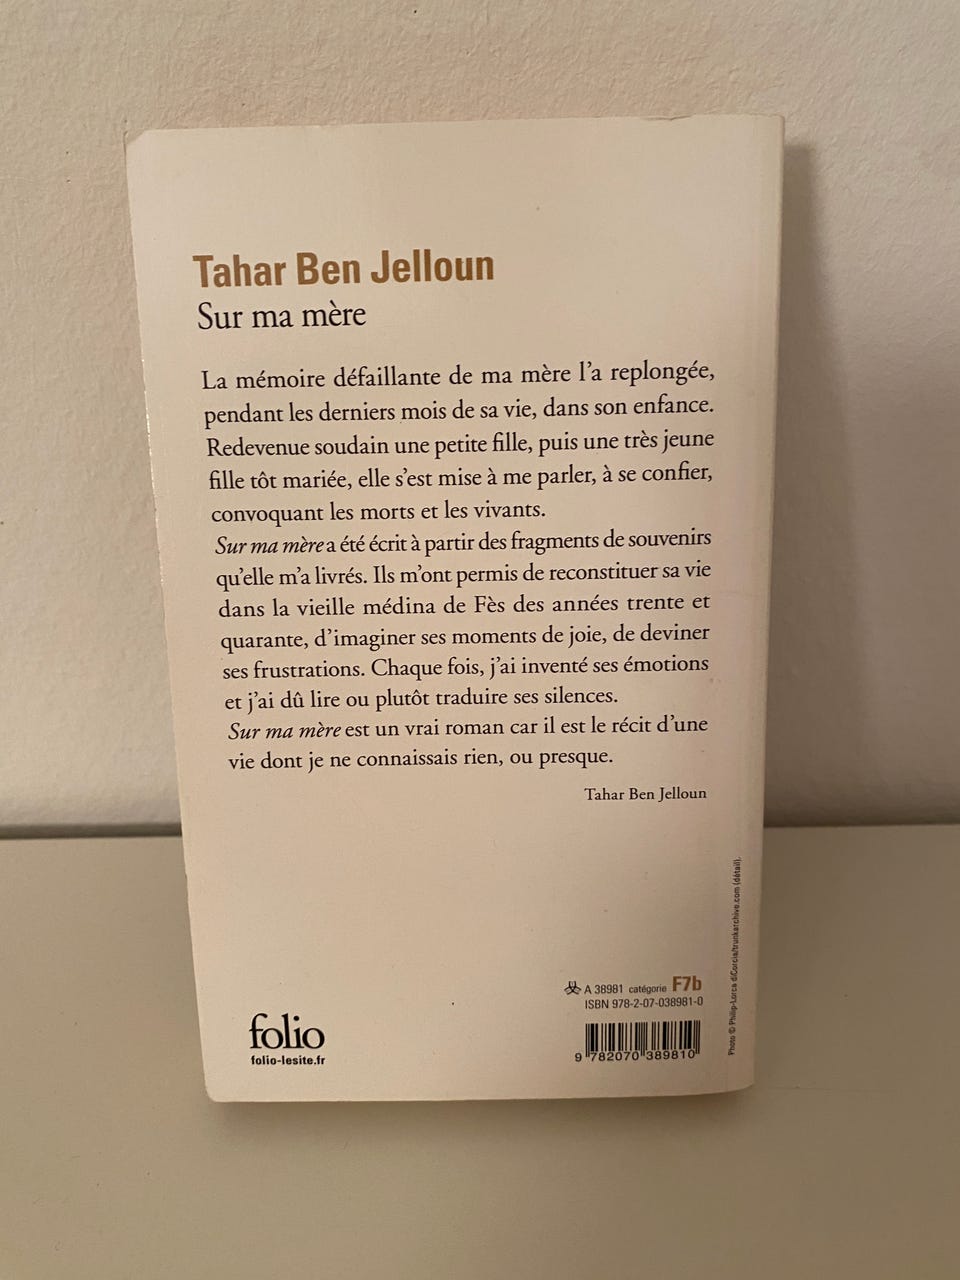 Tahar Ben Jelloun
Sur ma mère
La mémoire défaillante de ma mère l'a replongée,
pendant les derniers mois de sa vie, dans son enfance.
Redevenue soudain une petite fille, puis une très jeune
fille tôt mariée, elle s'est mise à me parler, à se confier,
convoquant les morts et les vivants.
Sur ma mère a été écrit à partir des fragments de souvenirs
qu'elle m'a livrés. Ils m'ont permis de reconstituer sa vie
dans la vieille médina de Fès des années trente et
quarante, d'imaginer ses moments de joie, de deviner
ses frustrations. Chaque fois, j'ai inventé ses émotions
et j'ai dû lire ou plutôt traduire ses silences.
Sur ma mère est un vrai roman car il est le récit d'une
vie dont je ne connaissais rien, ou presque.
Tahar Ben Jelloun
A 38981 catégorie F7b
ISBN 978-2-07-038981-0
9 782070 389810
folio
folio-lesite.fr
Photo © Philip-Lorca diCorcia/trunkarchive.com (détail).